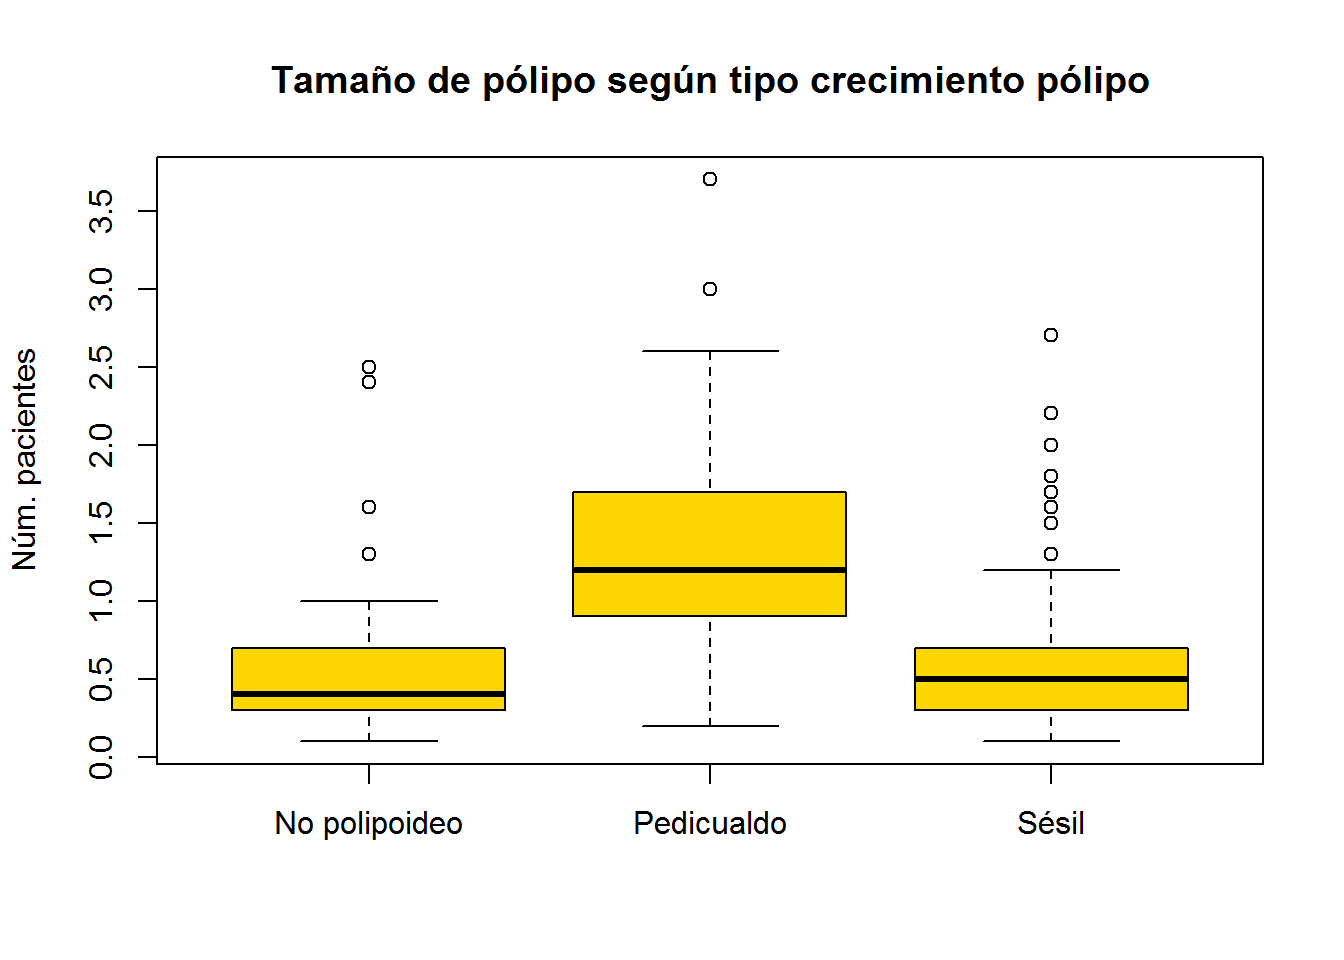 Tamaño de pólipo según tipo crecimiento pólipo
Núm. pacientes
3.5
3.0
2.5
2.0
1.5
1.0
0.5
0.0
No polipoideo Pedicualdo Sésil